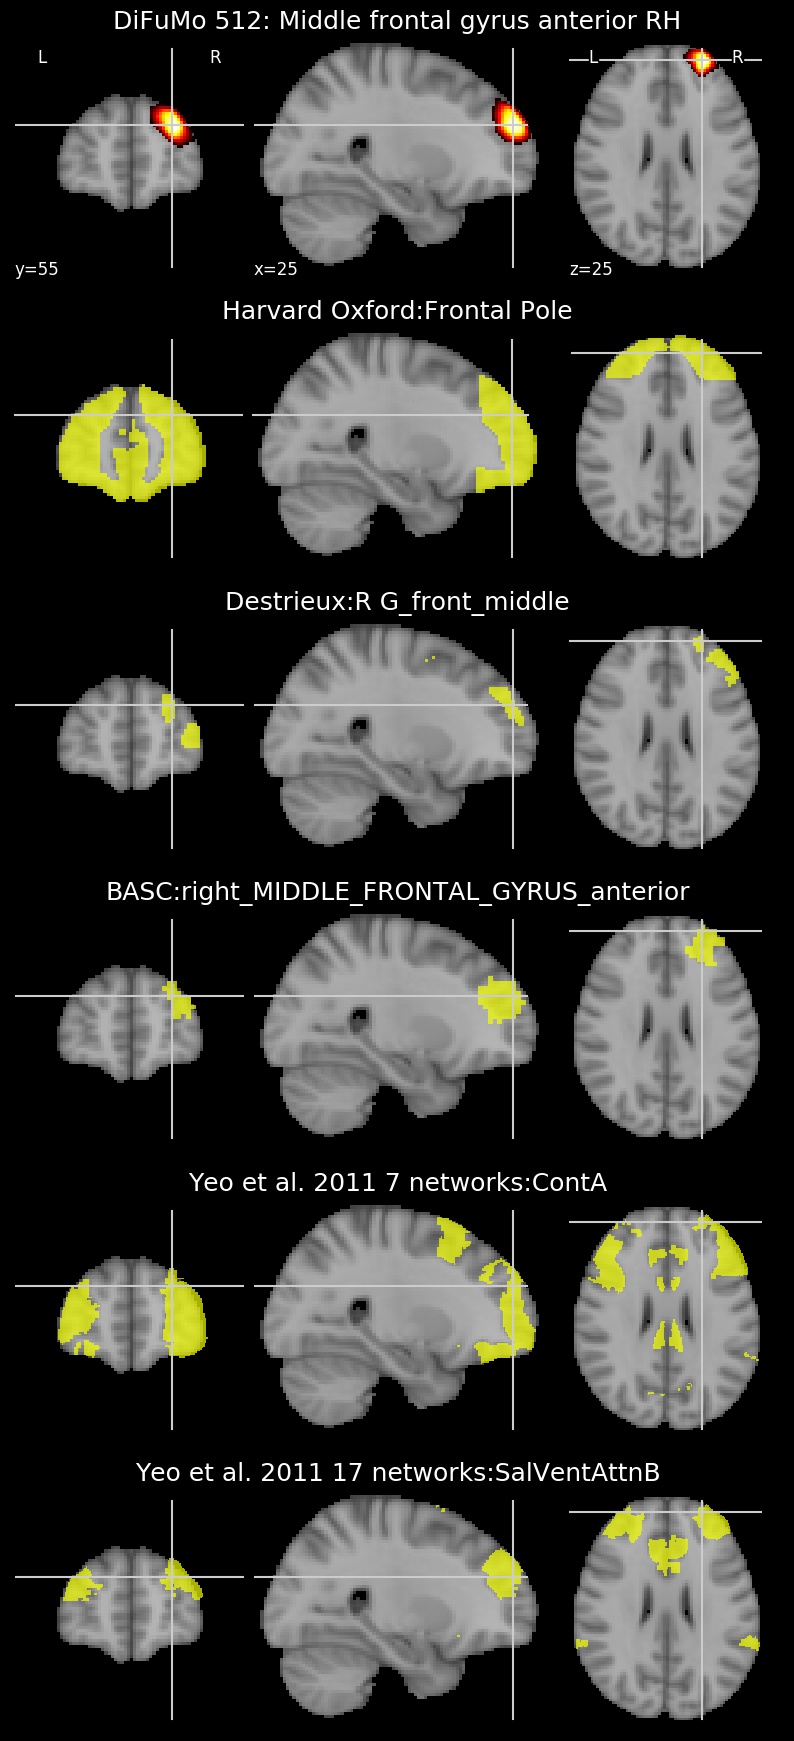 DiFuMo 512: Middle frontal gyrus anterior RH
L R L R
y=55 x=25 z=25
Harvard Oxford:Frontal Pole
Destrieux:R G_front_middle
BASC:right_MIDDLE_FRONTAL_GYRUS_anterior
Yeo et al. 2011 7 networks:ContA
Yeo et al. 2011 17 networks:SalVentAttnB